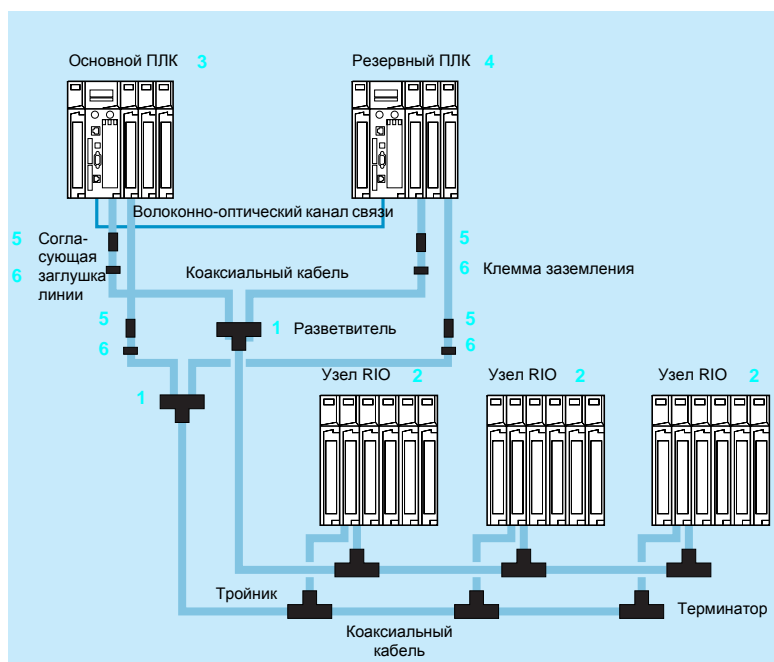 Основной ПЛК 3
Резервный ПЛК 4
Волоконно-оптический канал связи
5 Согла-
сующая
6 заглушка
линии
Коаксиальный кабель
5
6 Клемма заземления
5
6
1 Разветвитель
5
6
1
Узел RIO 2
Узел RIO 2
Узел RIO 2
Тройник
Терминатор
Коаксиальный
кабель